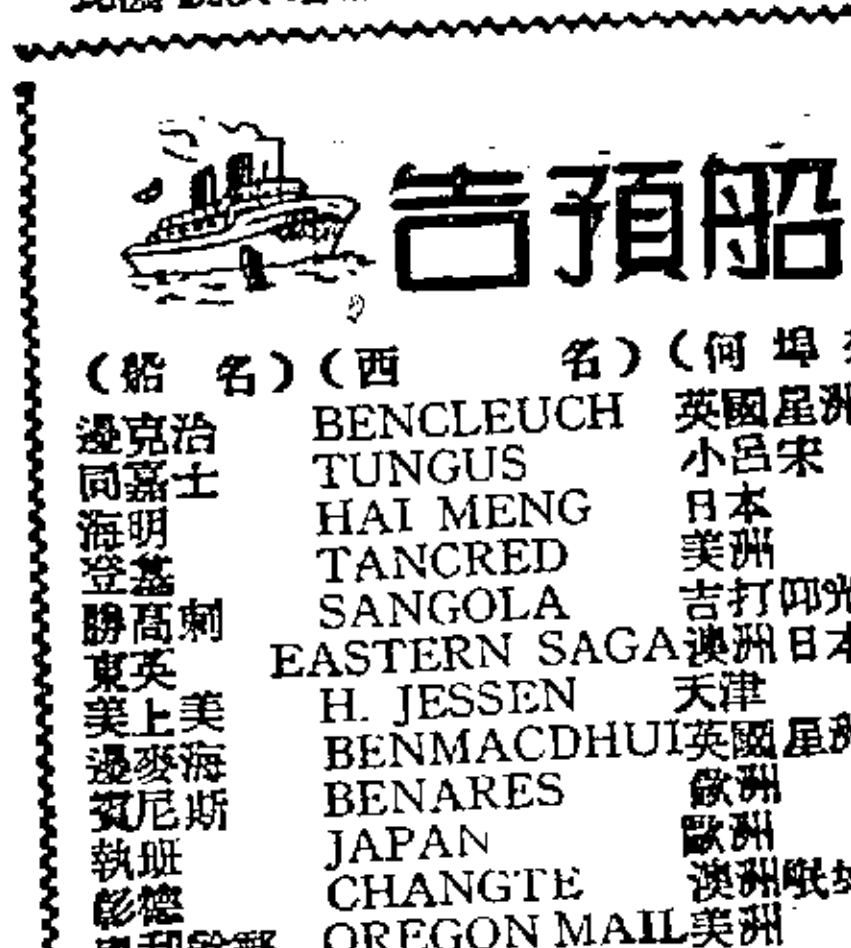 吉預船
(船名)(西名)(何埠
邊克治 BENCLEUCH 英國星洲
同嘉士 TUNGUS 小呂宋
海明 HAI MENG 日本
登基 TANCRED 美洲
勝高刺 SANGOLA 吉打仰光
東英 EASTERN SAGA 澳洲日本
美上美 H. JESSEN 天津
邊麥海 BENMACDHUI 英國星洲
賓尼斯 BENARES 歐洲
執班 JAPAN 歐洲
彰德 CHANGTE 澳洲
OREGON MAIL 美洲